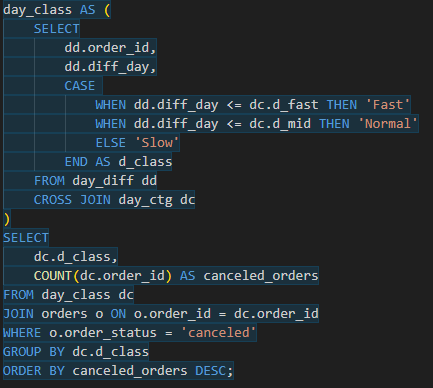 day_class AS (
    SELECT
        dd.order_id,
        dd.diff_day,
        CASE
            WHEN dd.diff_day <= dc.d_fast THEN 'Fast'
            WHEN dd.diff_day <= dc.d_mid THEN 'Normal'
            ELSE 'Slow'
        END AS d_class
    FROM day_diff dd
    CROSS JOIN day_ctg dc
)
SELECT
    dc.d_class,
    COUNT(dc.order_id) AS canceled_orders
FROM day_class dc
JOIN orders o ON o.order_id = dc.order_id
WHERE o.order_status = 'canceled'
GROUP BY dc.d_class
ORDER BY canceled_orders DESC;